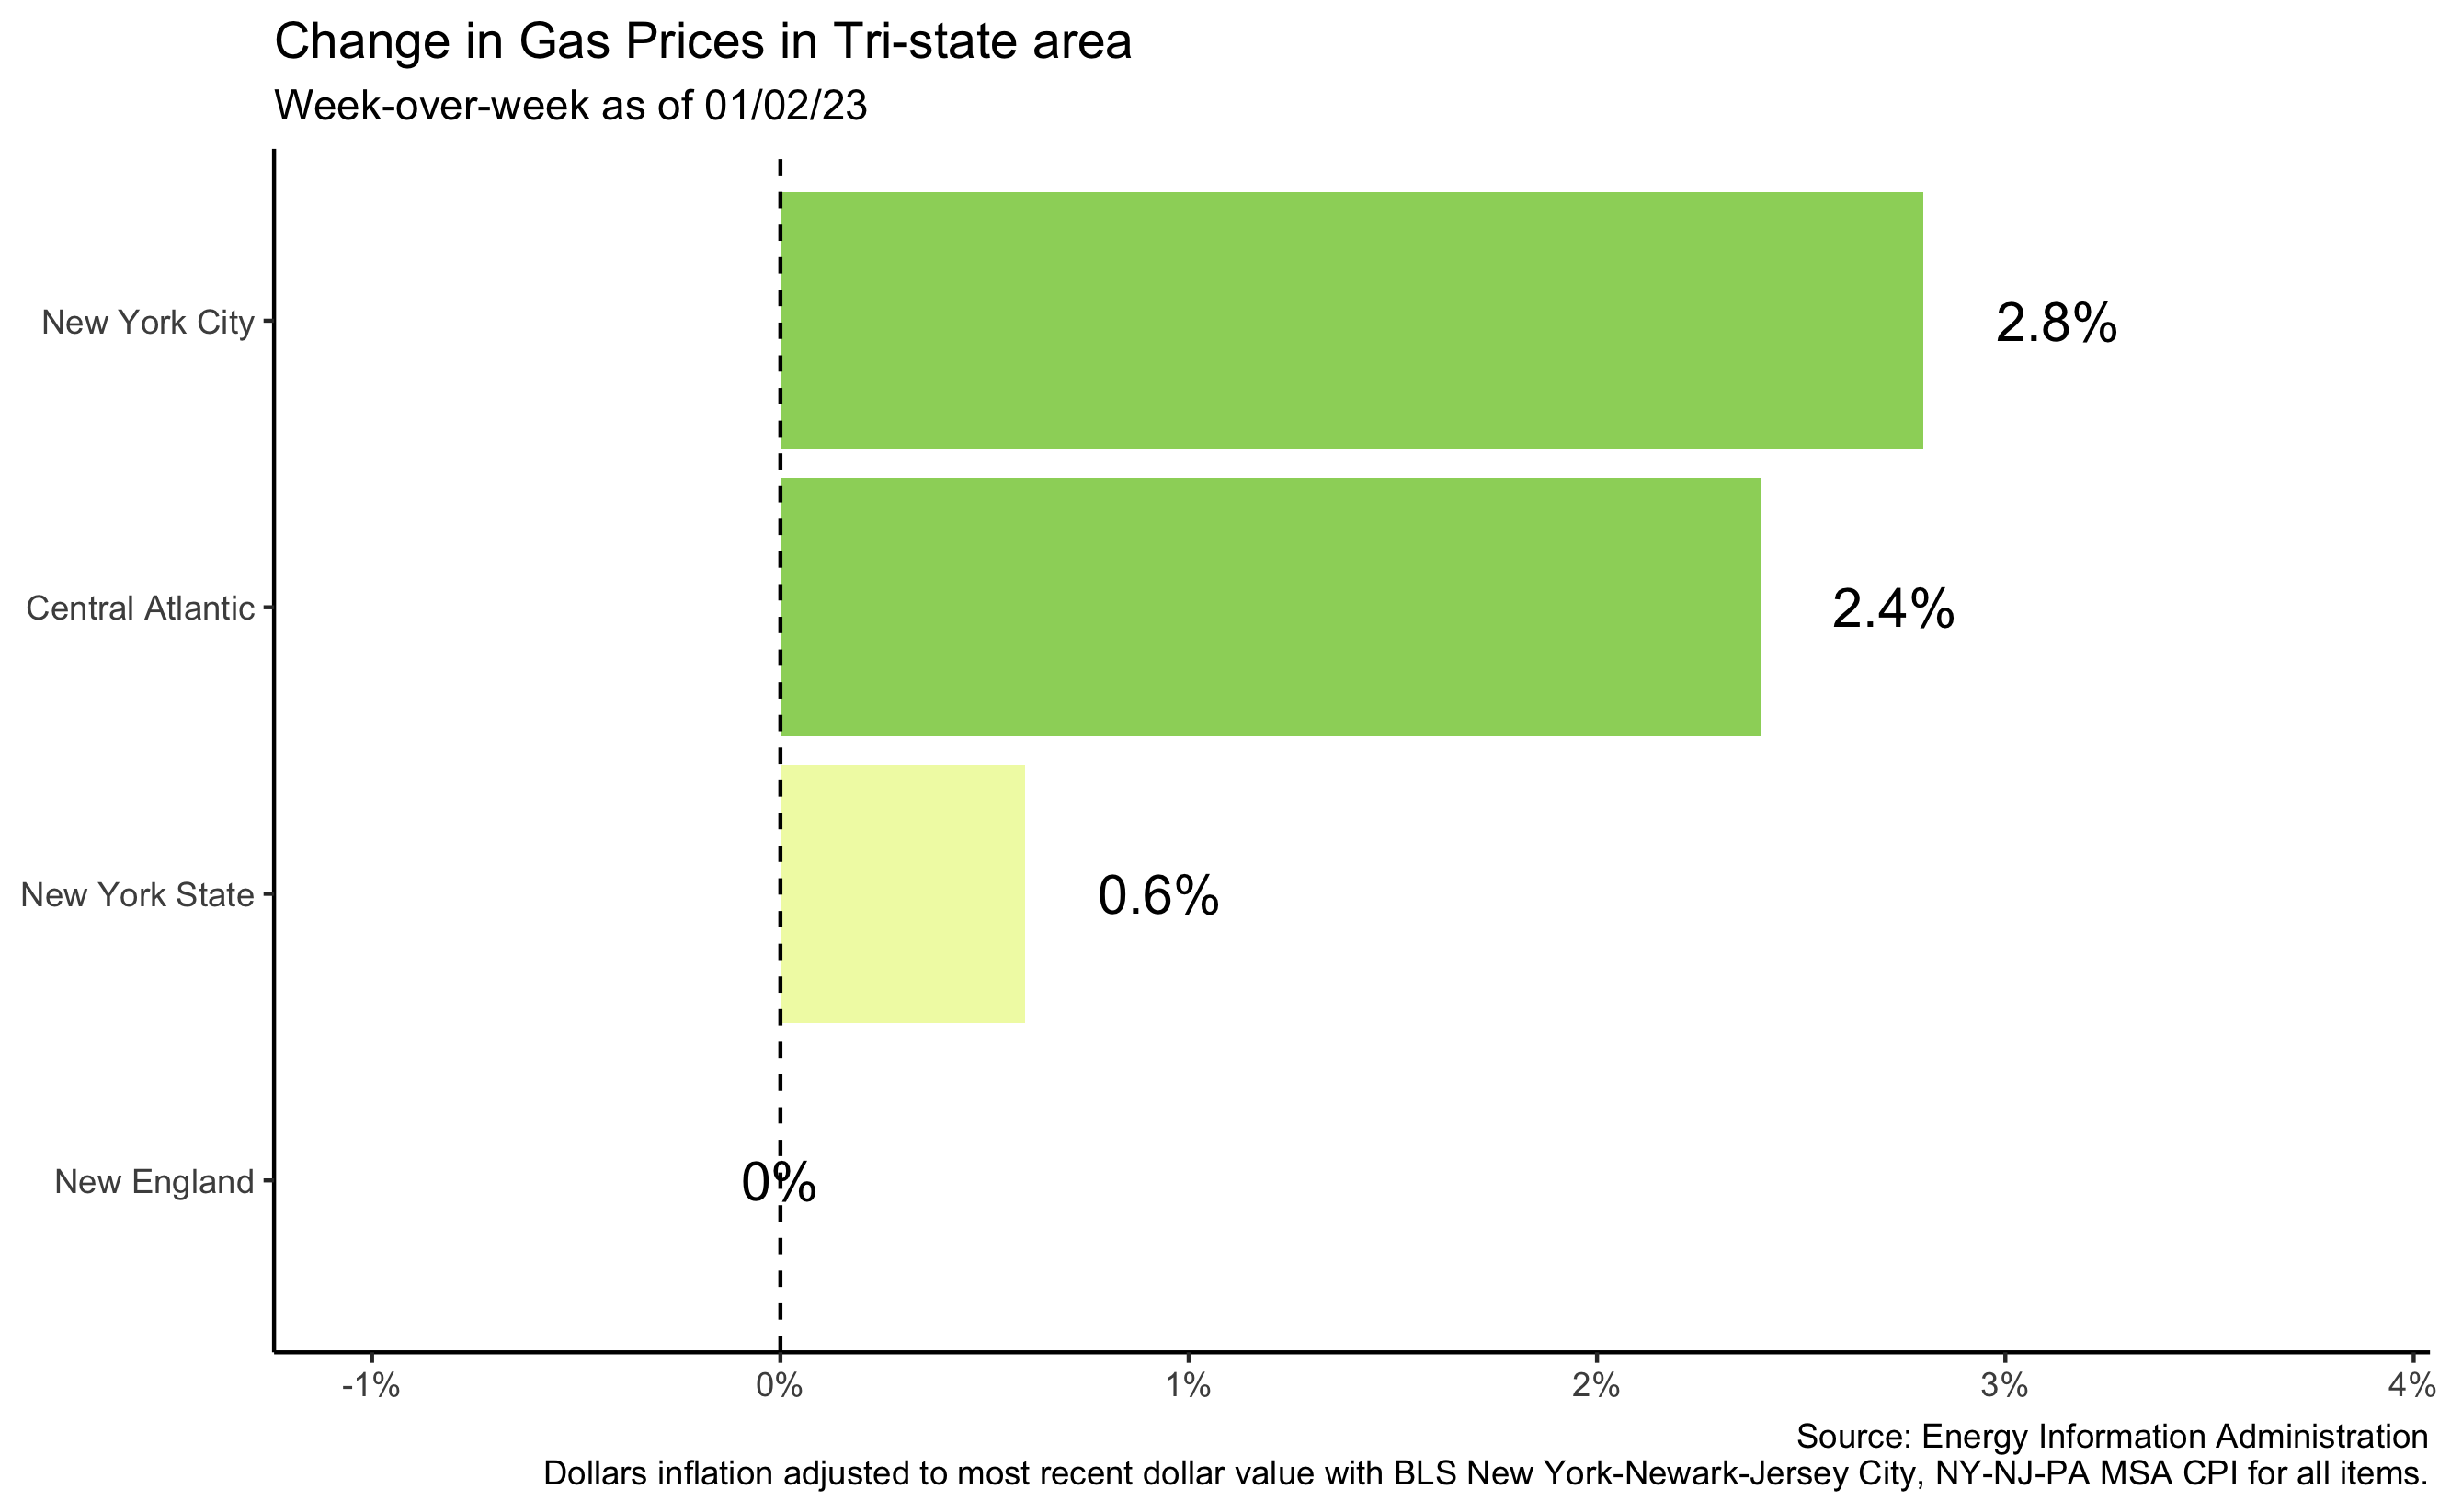 Change in Gas Prices in Tri-state area
Week-over-week as of 01/02/23
New York City
2.8%
Central Atlantic
2.4%
New York State
0.6%
New England
0%
-1%
0%
1%
2%
3%
4%
Source: Energy Information Administration
Dollars inflation adjusted to most recent dollar value with BLS New York-Newark-Jersey City, NY-NJ-PA MSA CPI for all items.